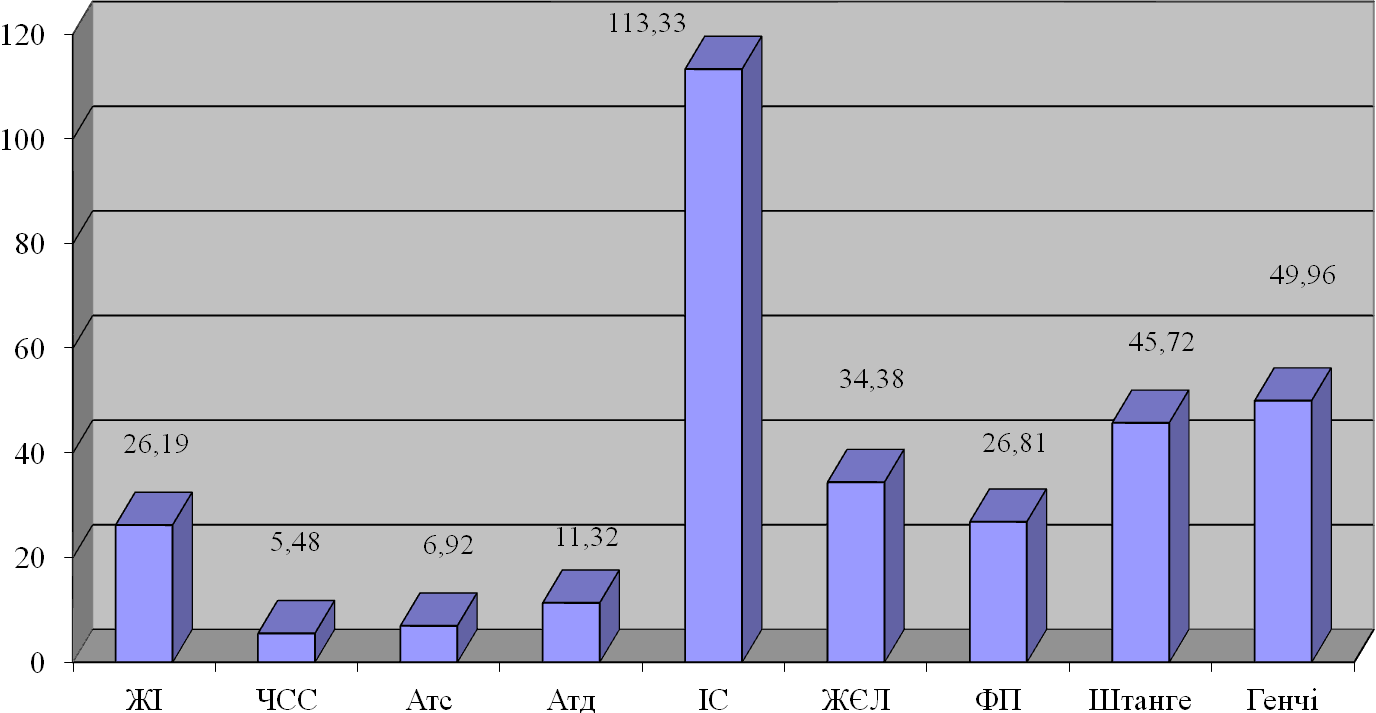 120
100
80
60
40
20
0
26,19
5,48
6,92
11,32
113,33
34,38
26,81
45,72
49,96
ЖІ
ЧСС
Атс
Атд
ІС
ЖЄЛ
ФП
Штанге
Генчі